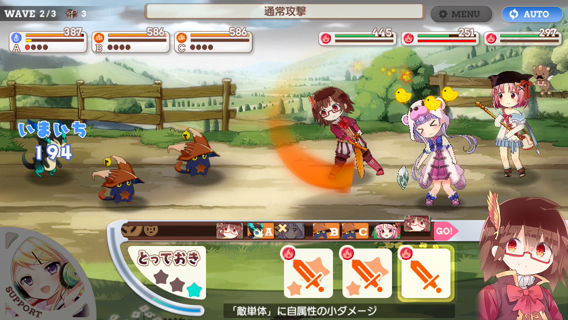 WAVE 2/3 3
通常攻撃
MENU
AUTO
387
A
586
B
586
C
445
251
297
いまいち
194
A
B
C
GO!
とっておき
SUPPORT
「敵単体」に自属性の小ダメージ